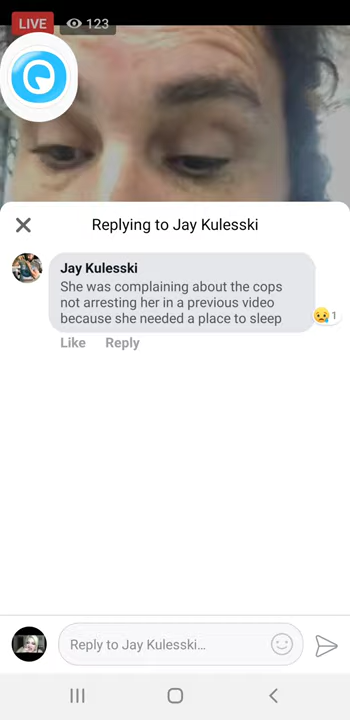 LIVE 123
Replying to Jay Kulesski
Jay Kulesski
She was complaining about the cops
not arresting her in a previous video
because she needed a place to sleep
1
Like Reply
Reply to Jay Kulesski...